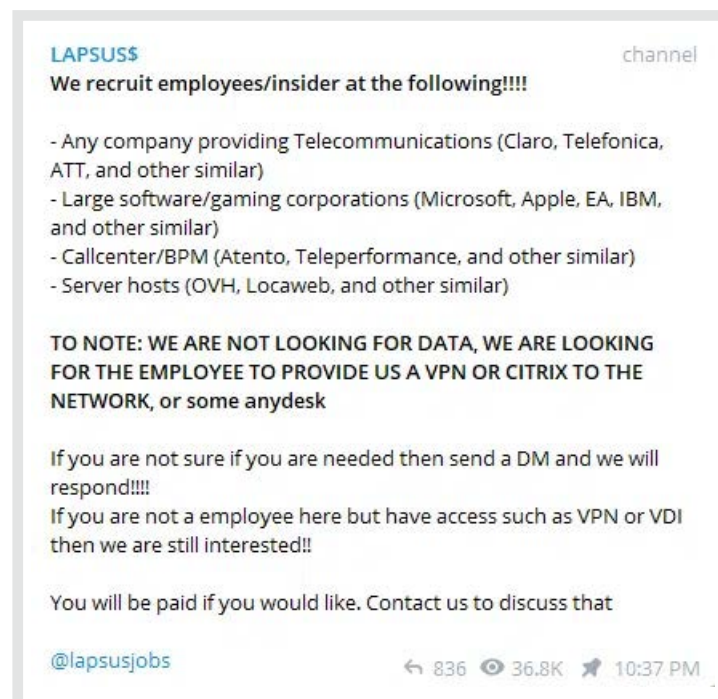 LAPSUS$ channel
We recruit employees/insider at the following!!!!
- Any company providing Telecommunications (Claro, Telefonica,
ATT, and other similar)
- Large software/gaming corporations (Microsoft, Apple, EA, IBM,
and other similar)
- Callcenter/BPM (Atento, Teleperformance, and other similar)
- Server hosts (OVH, Locaweb, and other similar)
TO NOTE: WE ARE NOT LOOKING FOR DATA, WE ARE LOOKING
FOR THE EMPLOYEE TO PROVIDE US A VPN OR CITRIX TO THE
NETWORK, or some anydesk
If you are not sure if you are needed then send a DM and we will
respond!!!!
If you are not a employee here but have access such as VPN or VDI
then we are still interested!!
You will be paid if you would like. Contact us to discuss that
@lapsusjobs 836 36.8K 10:37 PM